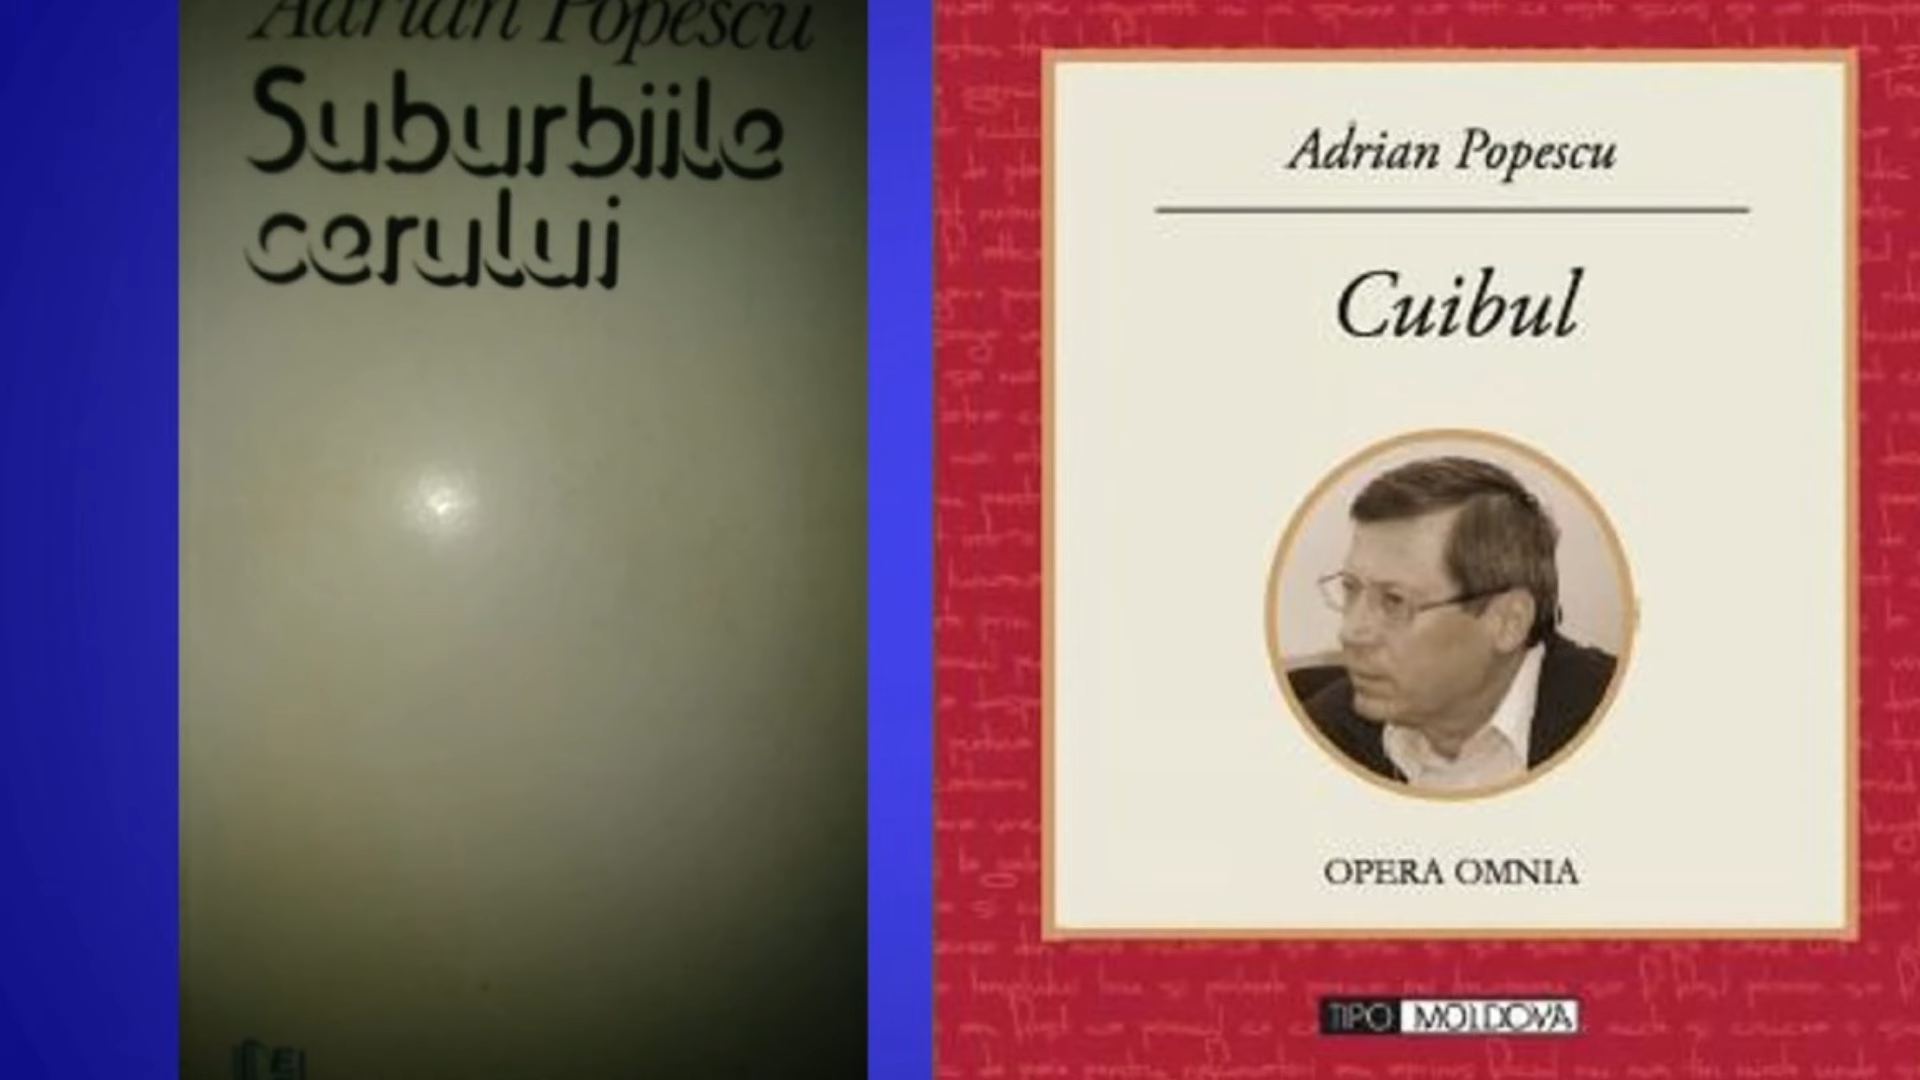 Adrian Popescu
Suburbiile
cerului
Adrian Popescu
Cuibul
OPERA OMNIA
TIPO MOLDOVA